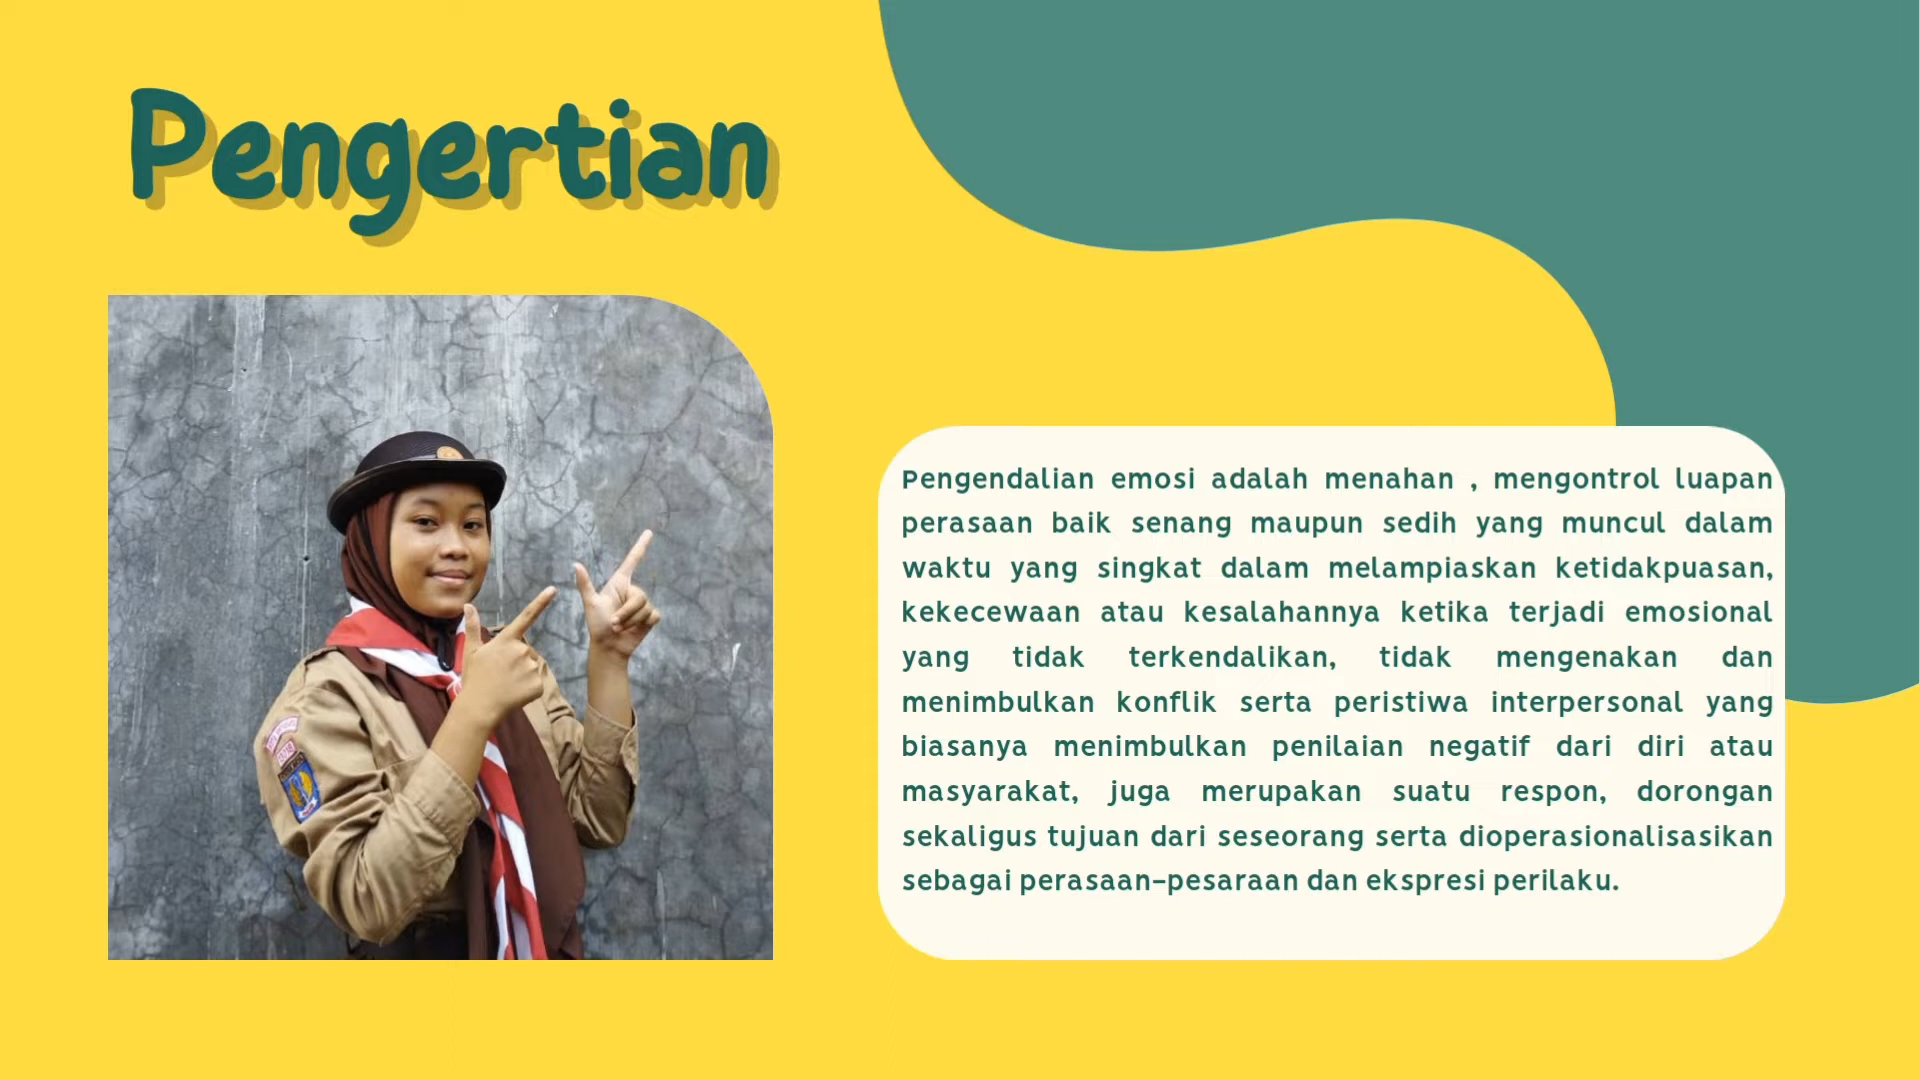 Pengertian
Pengendalian emosi adalah menahan , mengontrol luapan
perasaan baik senang maupun sedih yang muncul dalam
waktu yang singkat dalam melampiaskan ketidakpuasan,
kekecewaan atau kesalahannya ketika terjadi emosional
yang tidak terkendalikan, tidak mengenakan dan
menimbulkan konflik serta peristiwa interpersonal yang
biasanya menimbulkan penilaian negatif dari diri atau
masyarakat, juga merupakan suatu respon, dorongan
sekaligus tujuan dari seseorang serta dioperasionalisasikan
sebagai perasaan-pesaraan dan ekspresi perilaku.